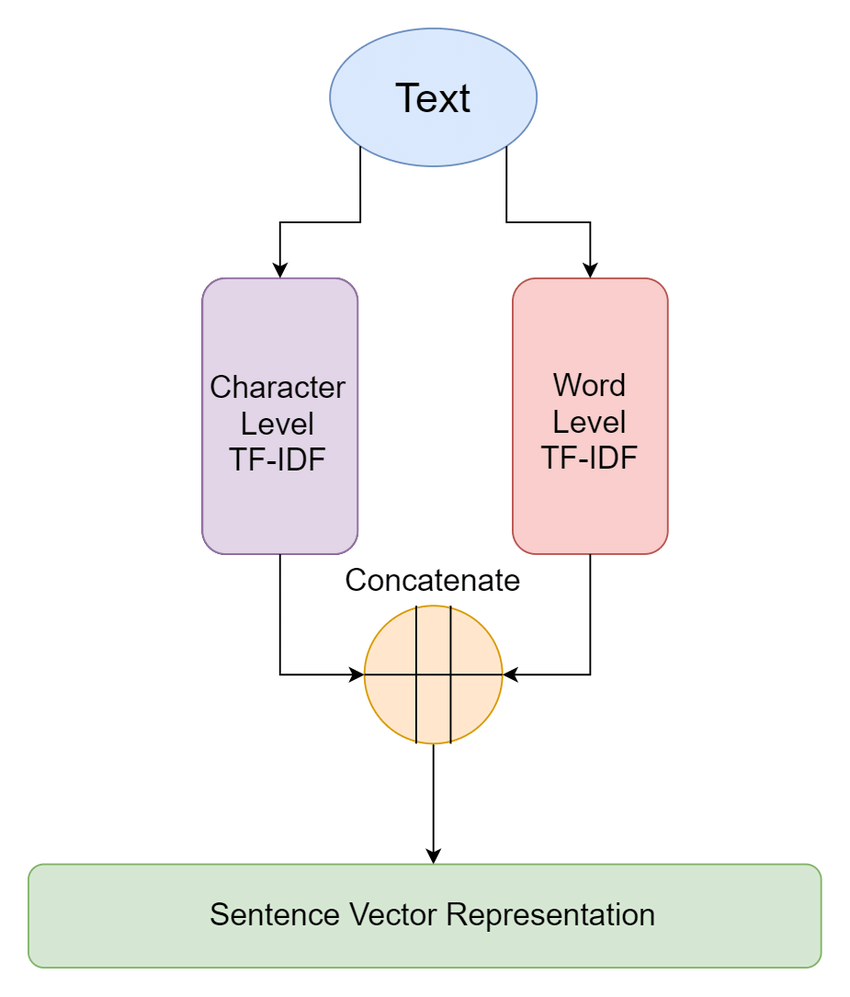 Text
Character
Level
TF-IDF
Word
Level
TF-IDF
Concatenate
Sentence Vector Representation